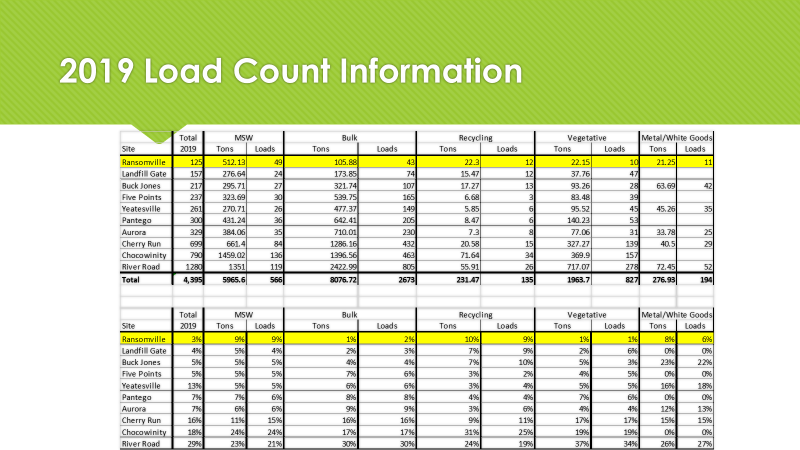 2019 Load Count Information
Total MSW Bulk Recycling Vegetative Metal/White Goods
Site 2019 Tons Loads Tons Loads Tons Loads Tons Loads Tons Loads
Ransomville 125 512.13 49 105.88 43 22.3 12 22.15 10 21.25 11
Landfill Gate 157 276.64 24 173.85 74 15.47 12 37.76 47
Buck Jones 217 295.71 27 321.74 107 17.27 13 93.26 28 63.69 42
Five Points 237 323.69 30 539.75 165 6.68 3 83.48 39
Yeatesville 261 270.71 26 477.37 149 5.85 6 95.52 45 45.26 35
Pantego 300 431.24 36 642.41 205 8.47 6 140.23 53
Aurora 329 384.06 35 710.01 230 7.3 8 77.06 31 33.78 25
Cherry Run 699 661.4 84 1286.16 432 20.58 15 327.27 139 40.5 29
Chocowinity 790 1459.02 136 1396.56 463 71.64 34 369.9 157
River Road 1280 1351 119 2422.99 805 55.91 26 717.07 278 72.45 52
Total 4,395 5965.6 566 8076.72 2673 231.47 135 1963.7 827 276.93 194
Total MSW Bulk Recycling Vegetative Metal/White Goods
Site 2019 Tons Loads Tons Loads Tons Loads Tons Loads Tons Loads
Ransomville 3% 9% 9% 1% 2% 10% 9% 1% 1% 8% 6%
Landfill Gate 4% 5% 4% 2% 3% 7% 9% 2% 6% 0% 0%
Buck Jones 5% 5% 5% 4% 4% 7% 10% 5% 3% 23% 22%
Five Points 5% 5% 5% 7% 6% 3% 2% 4% 5% 0% 0%
Yeatesville 13% 5% 5% 6% 6% 3% 4% 5% 5% 16% 18%
Pantego 7% 7% 6% 8% 8% 4% 4% 7% 6% 0% 0%
Aurora 7% 6% 6% 9% 9% 3% 6% 4% 4% 12% 13%
Cherry Run 16% 11% 15% 16% 16% 9% 11% 17% 17% 15% 15%
Chocowinity 18% 24% 24% 17% 17% 31% 25% 19% 19% 0% 0%
River Road 29% 23% 21% 30% 30% 24% 19% 37% 34% 26% 27%